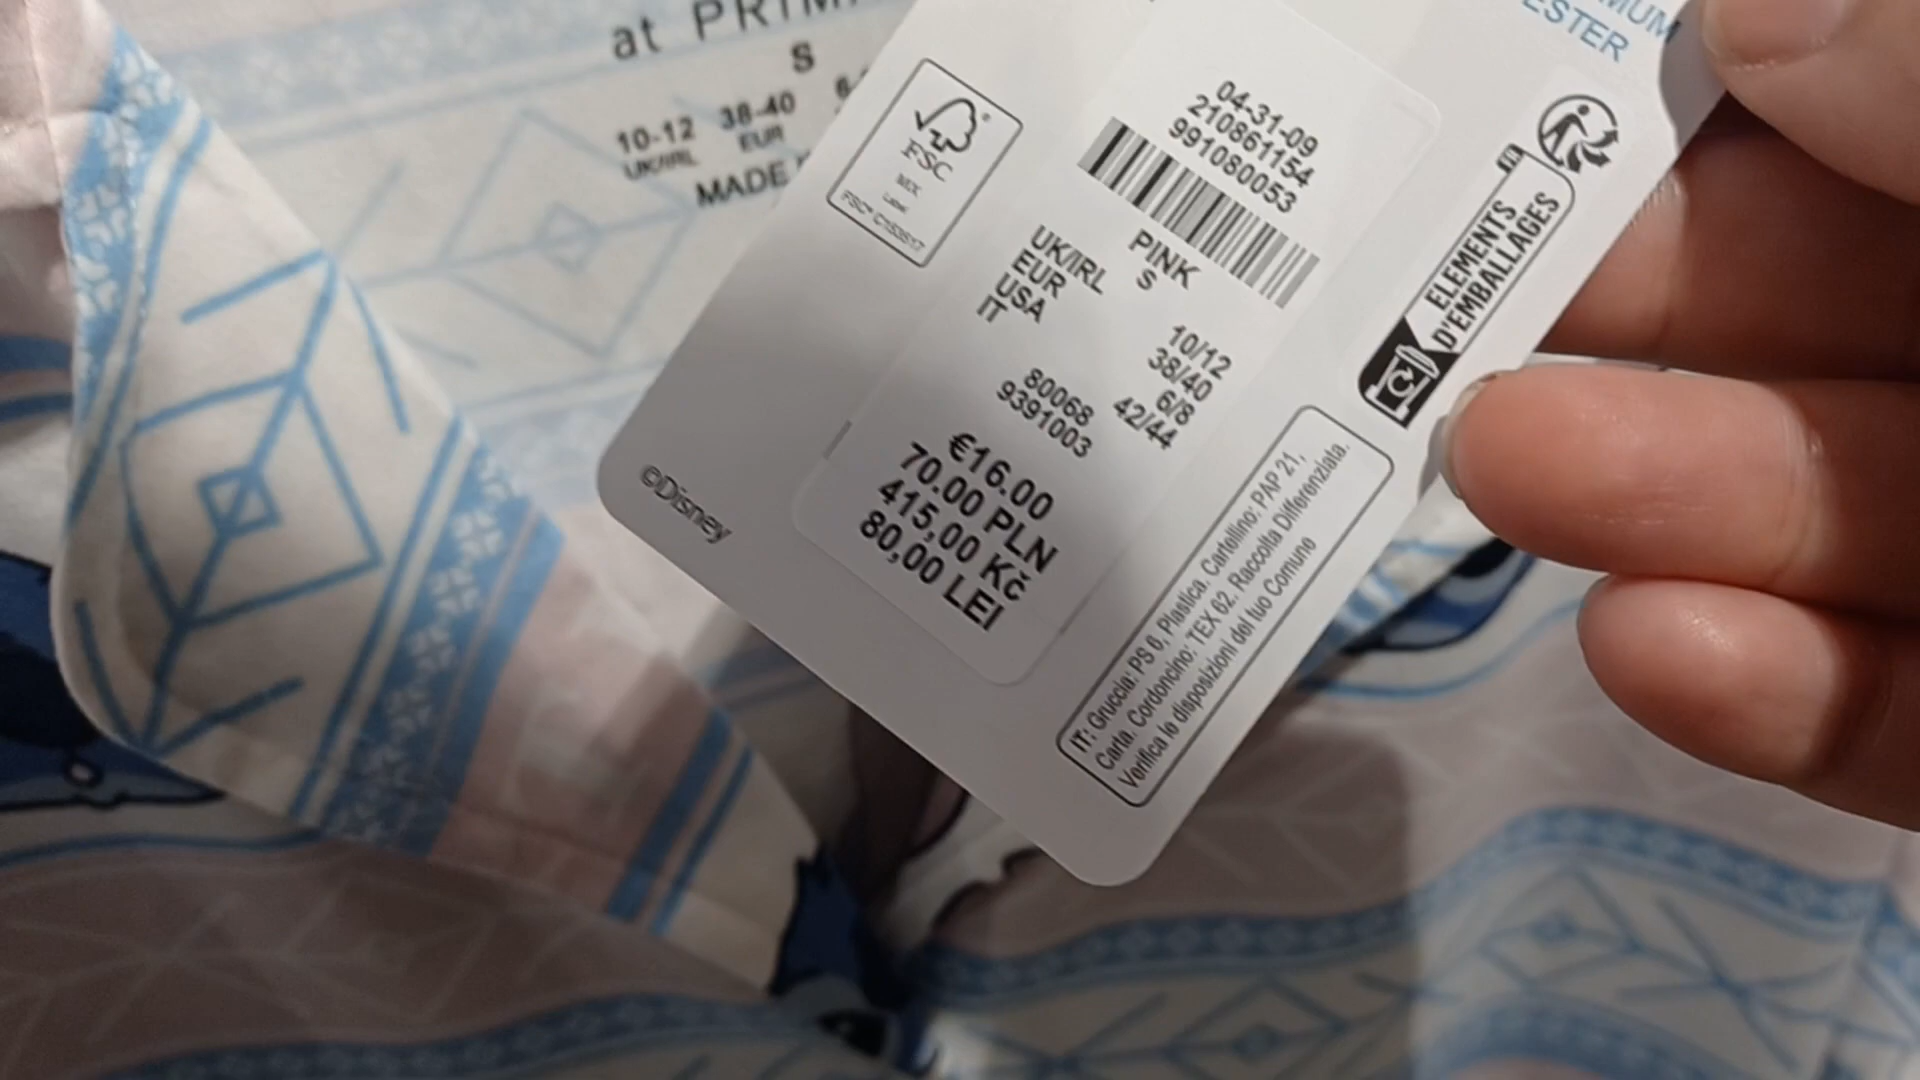 at
S
10-12 38-40
UK/IRL EUR
MADE
FSC
MIX
Label
FSC® C153517
©Disney
04-31-09
210861154
991080053
PINK
UK/IRL S 10/12
EUR 38/40
USA 6/8
IT 42/44
80068
9391003
€16.00
70.00 PLN
415,00 Kč
80,00 LEI
ELEMENTS
D'EMBALLAGES
IT: Gruccia: PS 6, Plastica. Cartellino: PAP 21,
Carta. Cordoncino: TEX 62. Raccolta Differenziata.
Verifica le disposizioni del tuo Comune